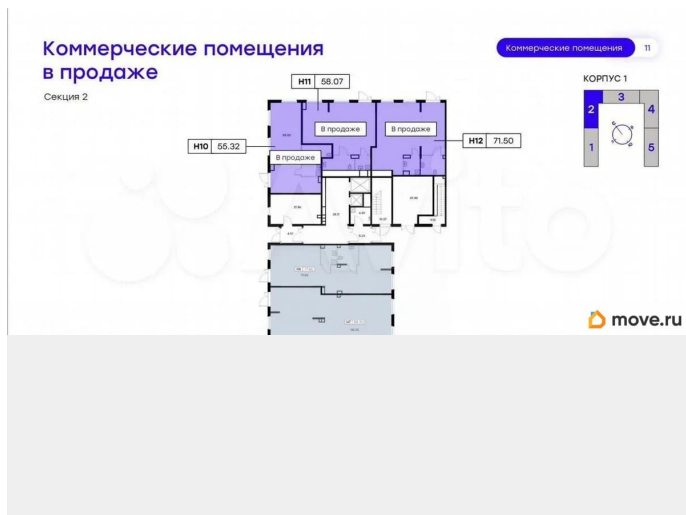 Коммерческие помещения
в продаже
Секция 2
Коммерческие помещения 11
КОРПУС 1
2 3 4
1 5
Н11 58.07
В продаже
В продаже
Н10 55.32
В продаже
Н12 71.50
Avito
move.ru